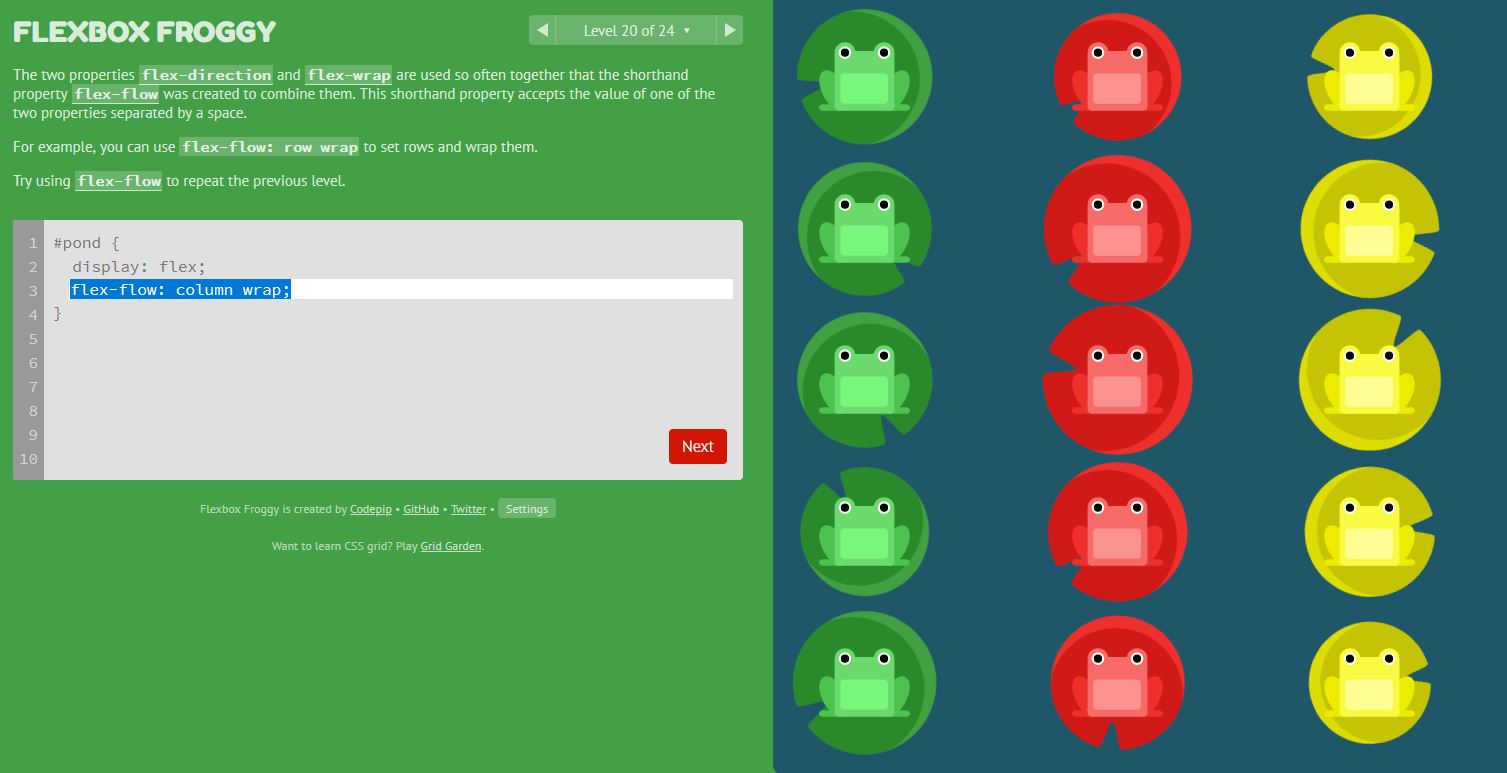 FLEXBOX FROGGY
◀ Level 20 of 24 ▼ ▶
The two properties flex-direction and flex-wrap are used so often together that the shorthand
property flex-flow was created to combine them. This shorthand property accepts the value of one of the
two properties separated by a space.
For example, you can use flex-flow: row wrap to set rows and wrap them.
Try using flex-flow to repeat the previous level.
1 #pond {
2 display: flex;
3 flex-flow: column wrap;
4 }
5
6
7
8
9
10
Next
Flexbox Froggy is created by Codepip • GitHub • Twitter • Settings
Want to learn CSS grid? Play Grid Garden.